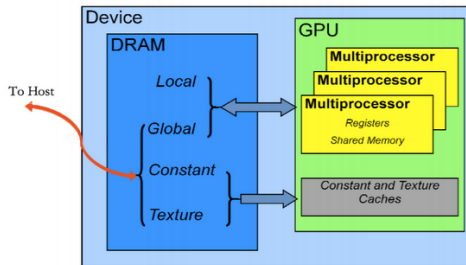 Device
DRAM
GPU
To Host
Local
Global
Constant
Texture
Multiprocessor
Multiprocessor
Multiprocessor
Registers
Shared Memory
Constant and Texture
Caches